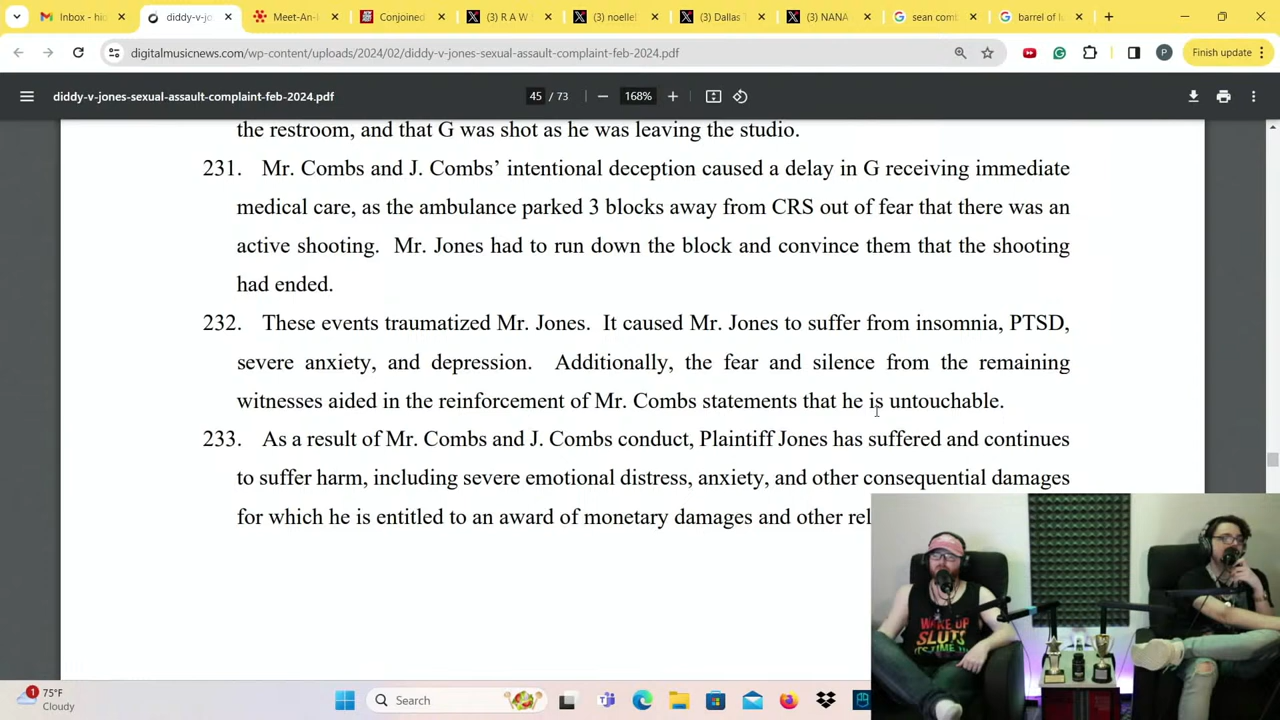 Inbox - hi
diddy-v-jo
Meet-An-
Conjoined
(3) R A W
(3) noelle
(3) Dallas T
(3) NANA
sean comb
barrel of l
digitalmusicnews.com/wp-content/uploads/2024/02/diddy-v-jones-sexual-assault-complaint-feb-2024.pdf
P
Finish update
diddy-v-jones-sexual-assault-complaint-feb-2024.pdf
45 / 73
168%
the restroom, and that G was shot as he was leaving the studio.
231. Mr. Combs and J. Combs’ intentional deception caused a delay in G receiving immediate
medical care, as the ambulance parked 3 blocks away from CRS out of fear that there was an
active shooting. Mr. Jones had to run down the block and convince them that the shooting
had ended.
232. These events traumatized Mr. Jones. It caused Mr. Jones to suffer from insomnia, PTSD,
severe anxiety, and depression. Additionally, the fear and silence from the remaining
witnesses aided in the reinforcement of Mr. Combs statements that he is untouchable.
233. As a result of Mr. Combs and J. Combs conduct, Plaintiff Jones has suffered and continues
to suffer harm, including severe emotional distress, anxiety, and other consequential damages
for which he is entitled to an award of monetary damages and other rel
WAKE UP
SLUTS
1
75°F
Cloudy
Search